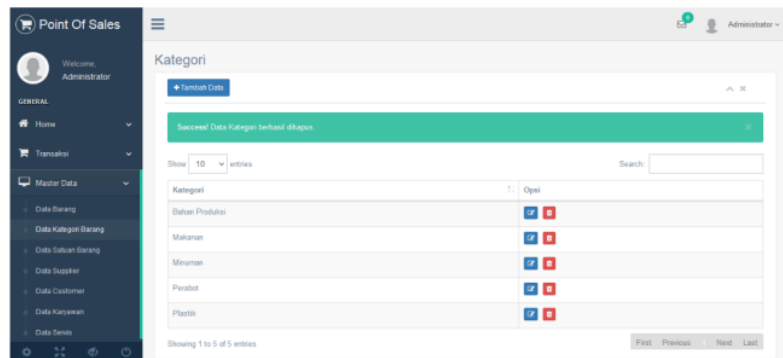 Point Of Sales
0
Administrator
Welcome,
Administrator
GENERAL
Home
Transaksi
Master Data
Data Barang
Data Kategori Barang
Data Satuan Barang
Data Supplier
Data Customer
Data Karyawan
Data Servis
Kategori
+Tambah Data
Success! Data Kategori berhasil dihapus
Show 10 entries
Search:
Kategori Opsi
Bahan Produksi
Makanan
Minuman
Perabot
Plastik
Showing 1 to 5 of 5 entries
First Previous 1 Next Last